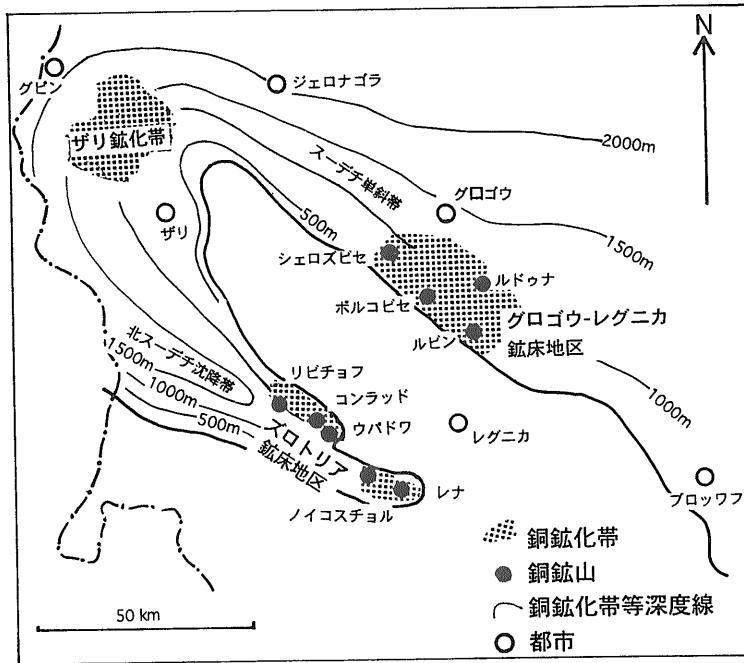 N
グビン
ジェロナゴラ
ザリ鉱化帯
2000m
スーデチ単斜帯
グロゴウ
500m
ザリ
1500m
シェロズビセ
ルドゥナ
ボルコビセ
グロゴウ-レグニカ
鉱床地区
ルビン
北スーデチ沈降帯
1500m
1000m
500m
リビチョフ
コンラッド
ウパドワ
1000m
ズロトリア
鉱床地区
レグニカ
レナ
ノイコスチョル
ブロッワフ
銅鉱化帯
銅鉱山
銅鉱化帯等深度線
都市
50 km